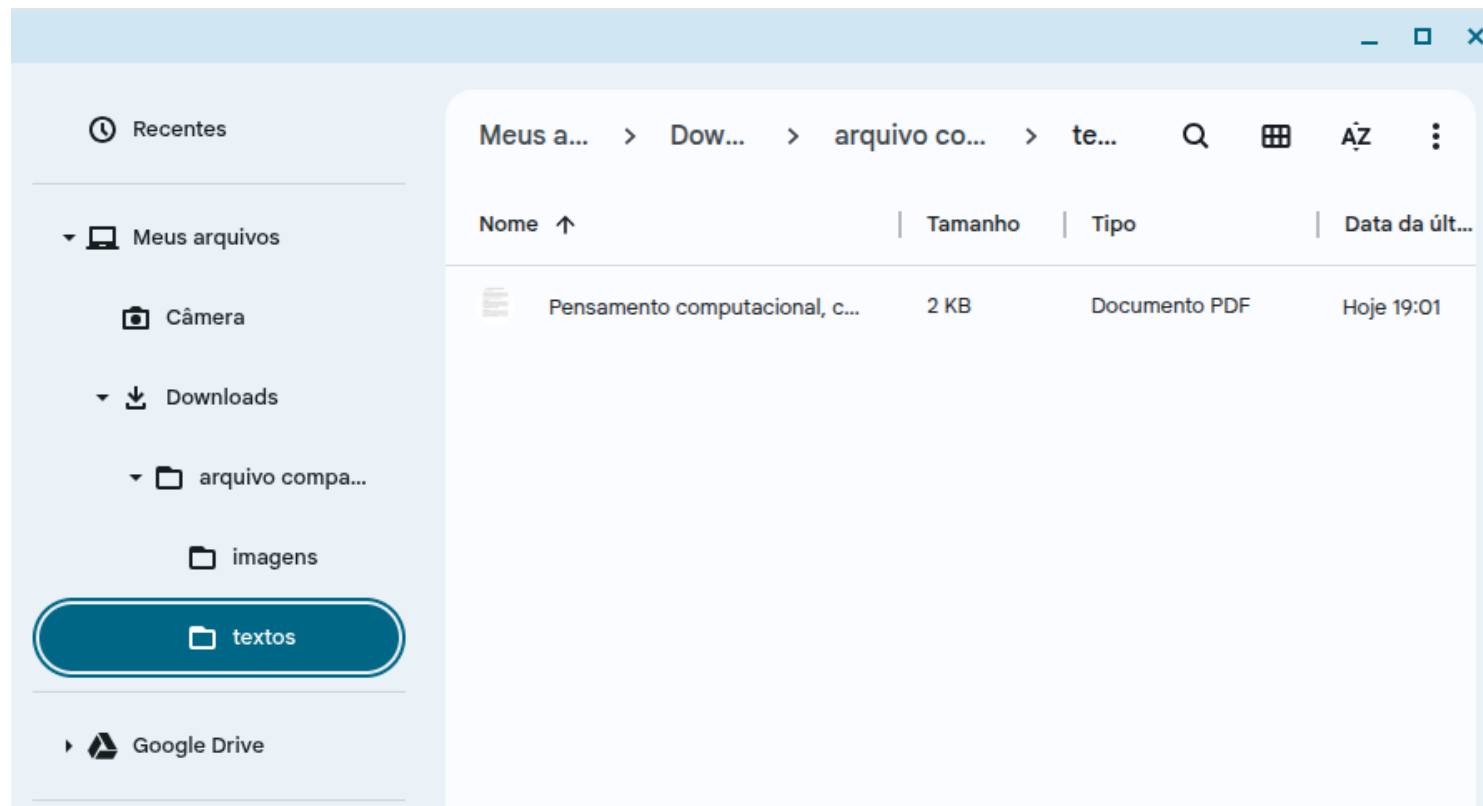 Recentes
Meus arquivos
Câmera
Downloads
arquivo compa...
imagens
textos
Google Drive
Meus a... > Dow... > arquivo co... > te... AZ
Nome ↑ Tamanho Tipo Data da últ...
Pensamento computacional, c... 2 KB Documento PDF Hoje 19:01